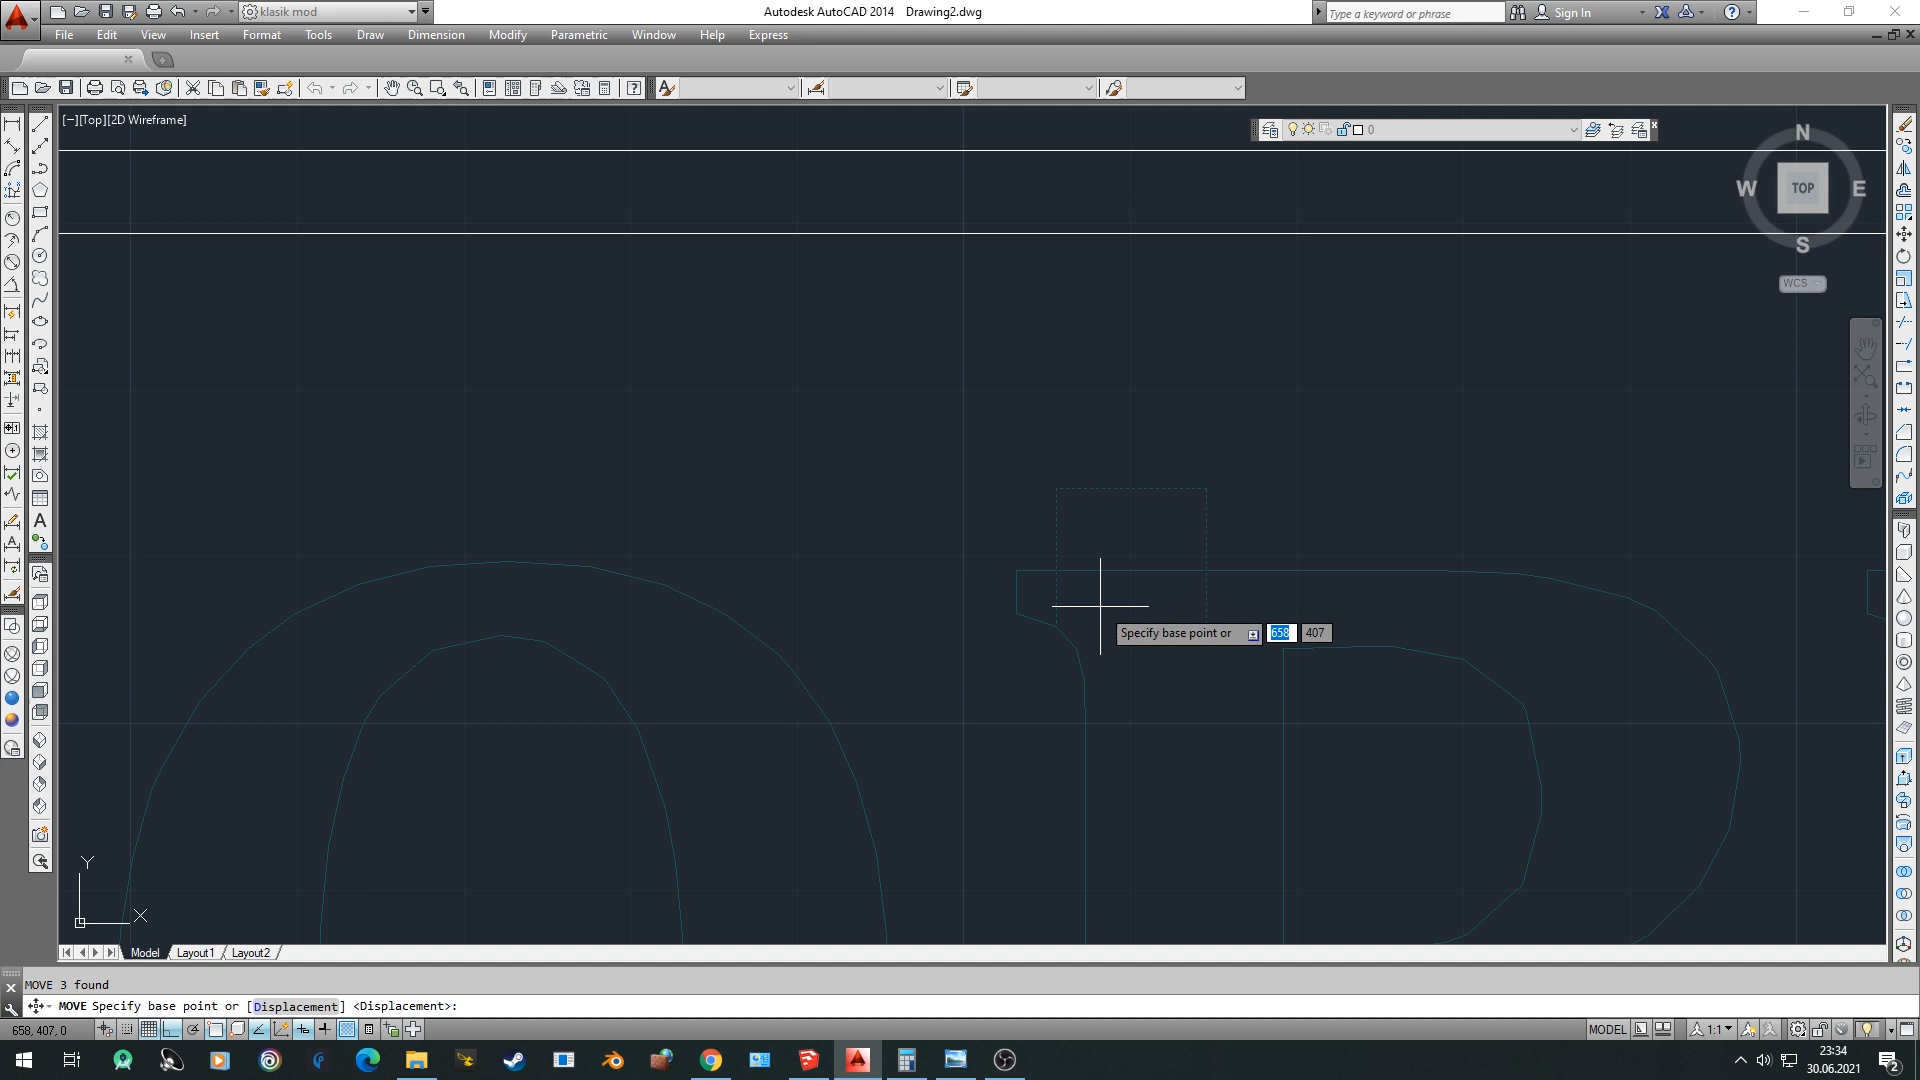 klasik mod
Autodesk AutoCAD 2014 Drawing2.dwg
Type a keyword or phrase
Sign In
File Edit View Insert Format Tools Draw Dimension Modify Parametric Window Help Express
[−][Top][2D Wireframe]
0
N
W TOP E
S
WCS
Specify base point or 658 407
Y
X
Model Layout1 Layout2
MOVE 3 found
MOVE Specify base point or [Displacement] <Displacement>:
658, 407, 0
MODEL 1:1
23:34
30.06.2021
2